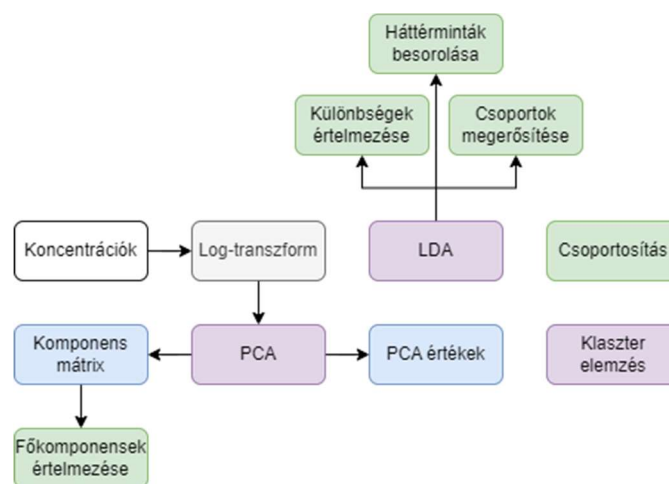 Háttérminták
besorolása
Különbségek
értelmezése
Csoportok
megerősítése
Koncentrációk
Log-transzform
LDA
Csoportosítás
Komponens
mátrix
PCA
PCA értékek
Klaszter
elemzés
Főkomponensek
értelmezése